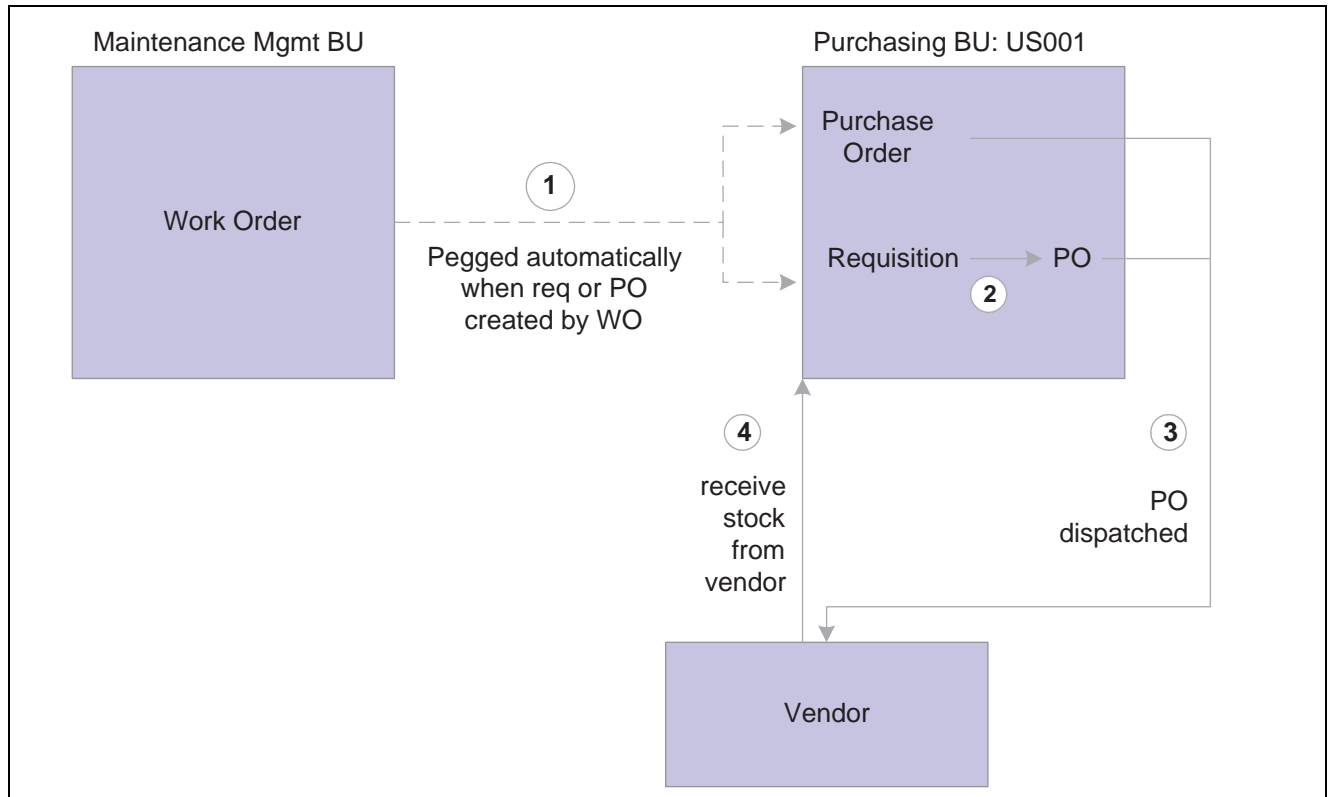 Maintenance Mgmt BU
Purchasing BU: US001
Work Order
1
Pegged automatically
when req or PO
created by WO
Purchase
Order
Requisition
PO
2
3
PO
dispatched
4
receive
stock
from
vendor
Vendor